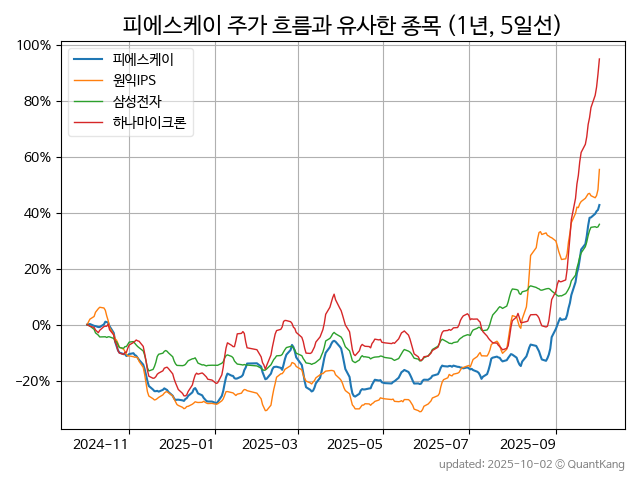 피에스케이 주가 흐름과 유사한 종목 (1년, 5일선)
100%
80%
60%
40%
20%
0%
−20%
피에스케이
원익IPS
삼성전자
하나마이크론
2024-11
2025-01
2025-03
2025-05
2025-07
2025-09
updated: 2025-10-02 © QuantKang